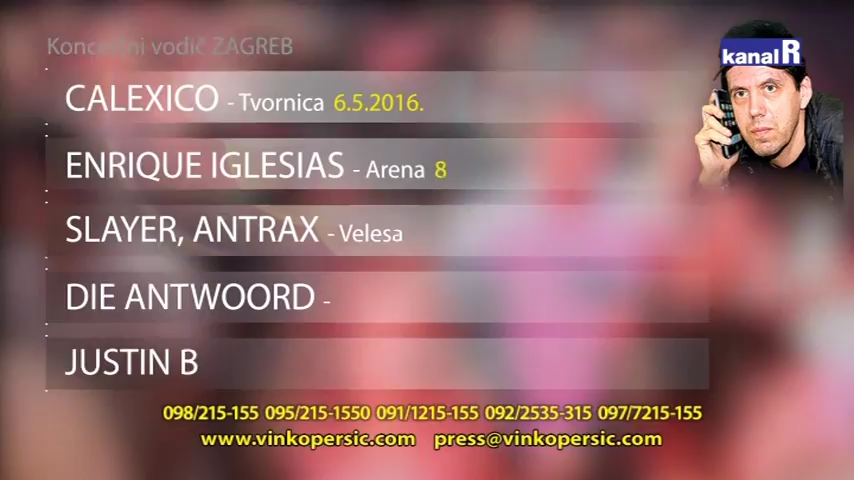 Koncertni vodič ZAGREB
kanal R
CALEXICO - Tvornica 6.5.2016.
ENRIQUE IGLESIAS - Arena 8
SLAYER, ANTRAX - Velesa
DIE ANTWOORD -
JUSTIN B
098/215-155 095/215-1550 091/1215-155 092/2535-315 097/7215-155
www.vinkopersic.com press@vinkopersic.com